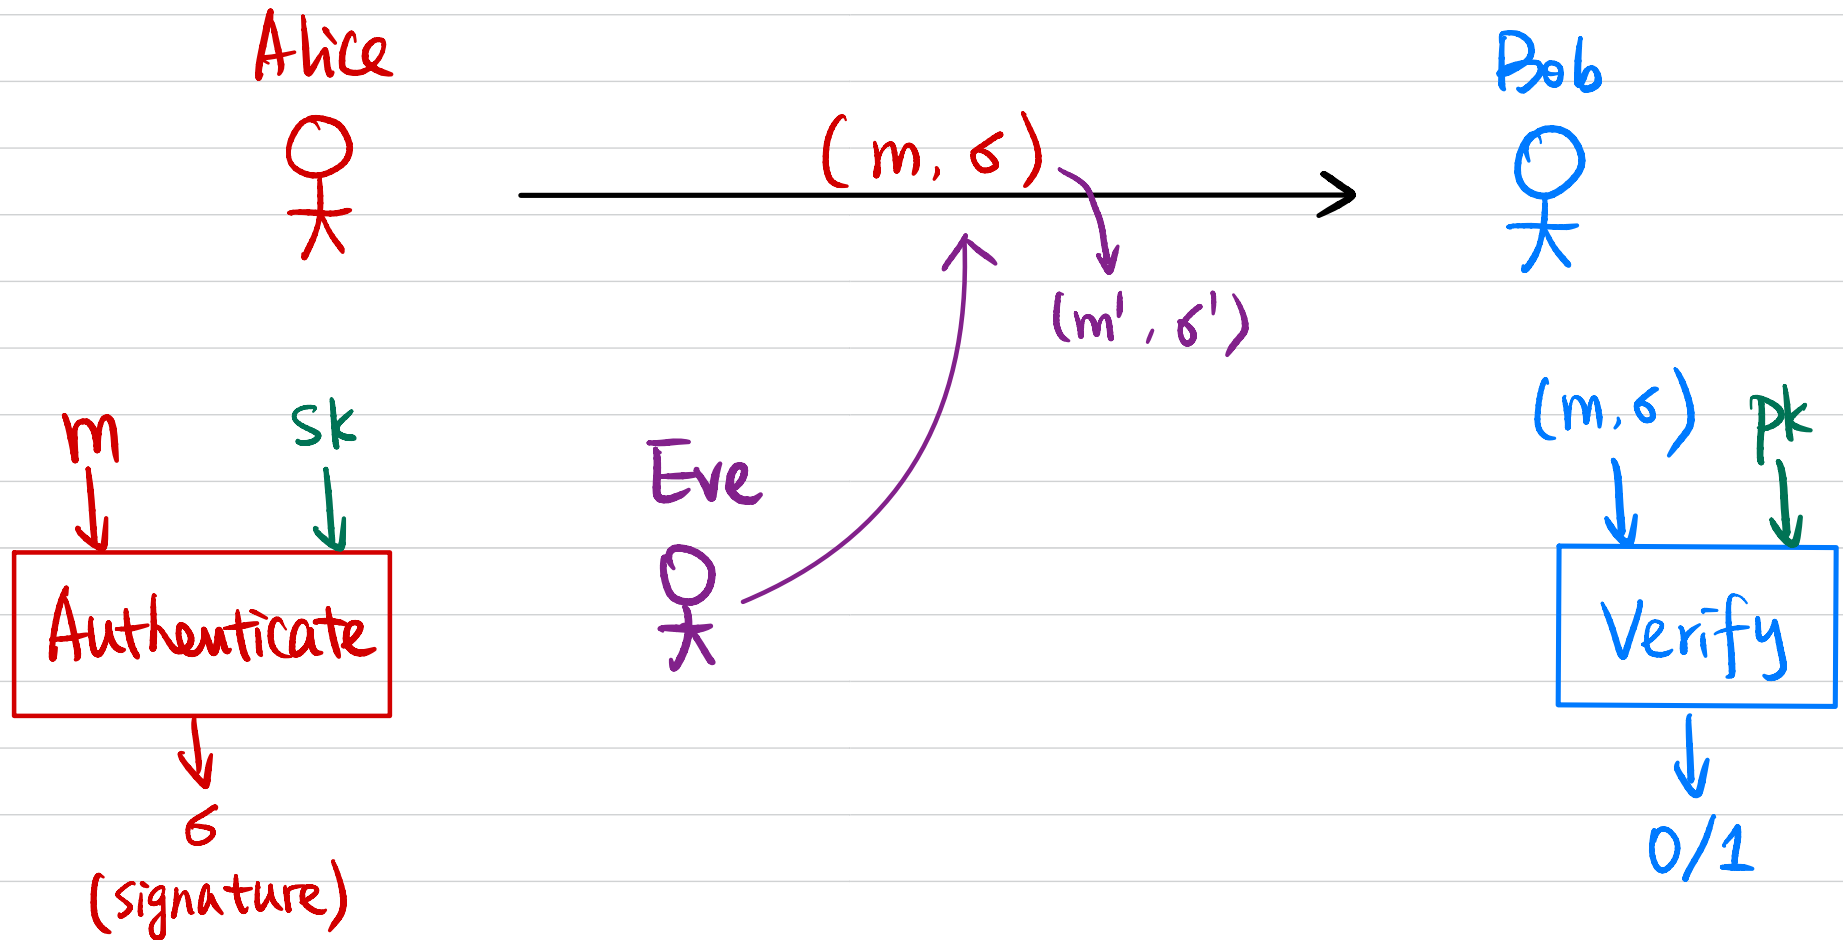 Alice
Bob
(m, σ)
(m', σ')
m
sk
Eve
(m, σ)
pk
Authenticate
Verify
σ
(signature)
0/1